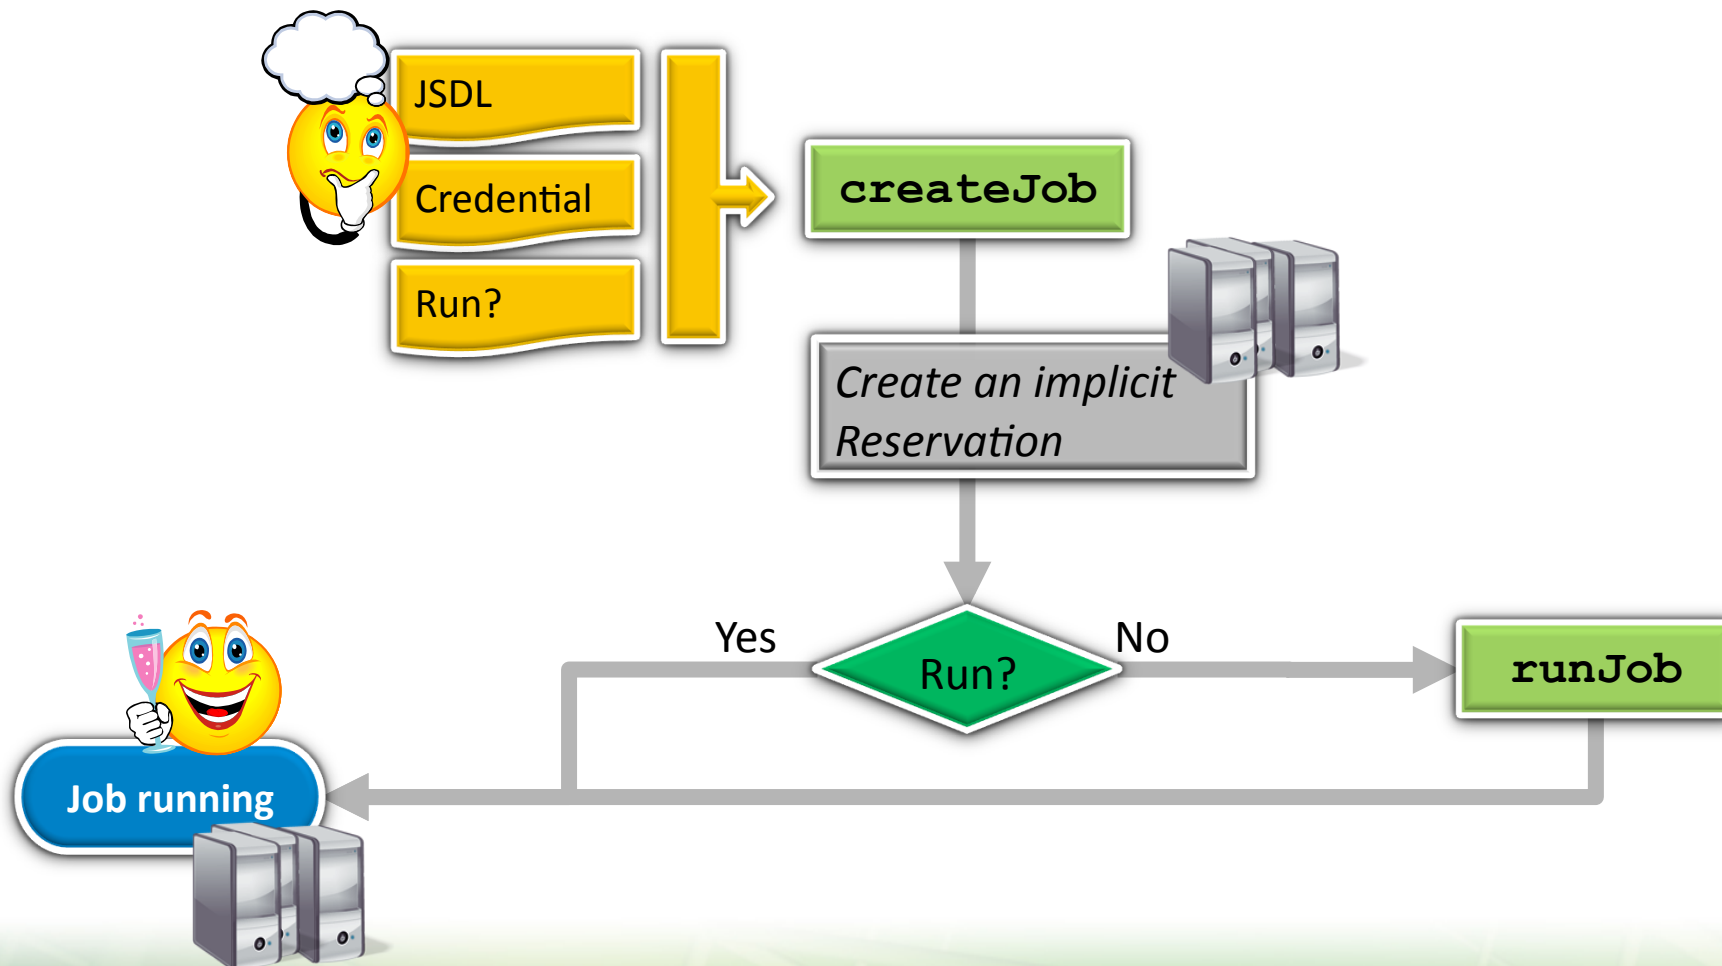 JSDL
Credential
Run?
createJob
Create an implicit
Reservation
Yes
Run?
No
runJob
Job running